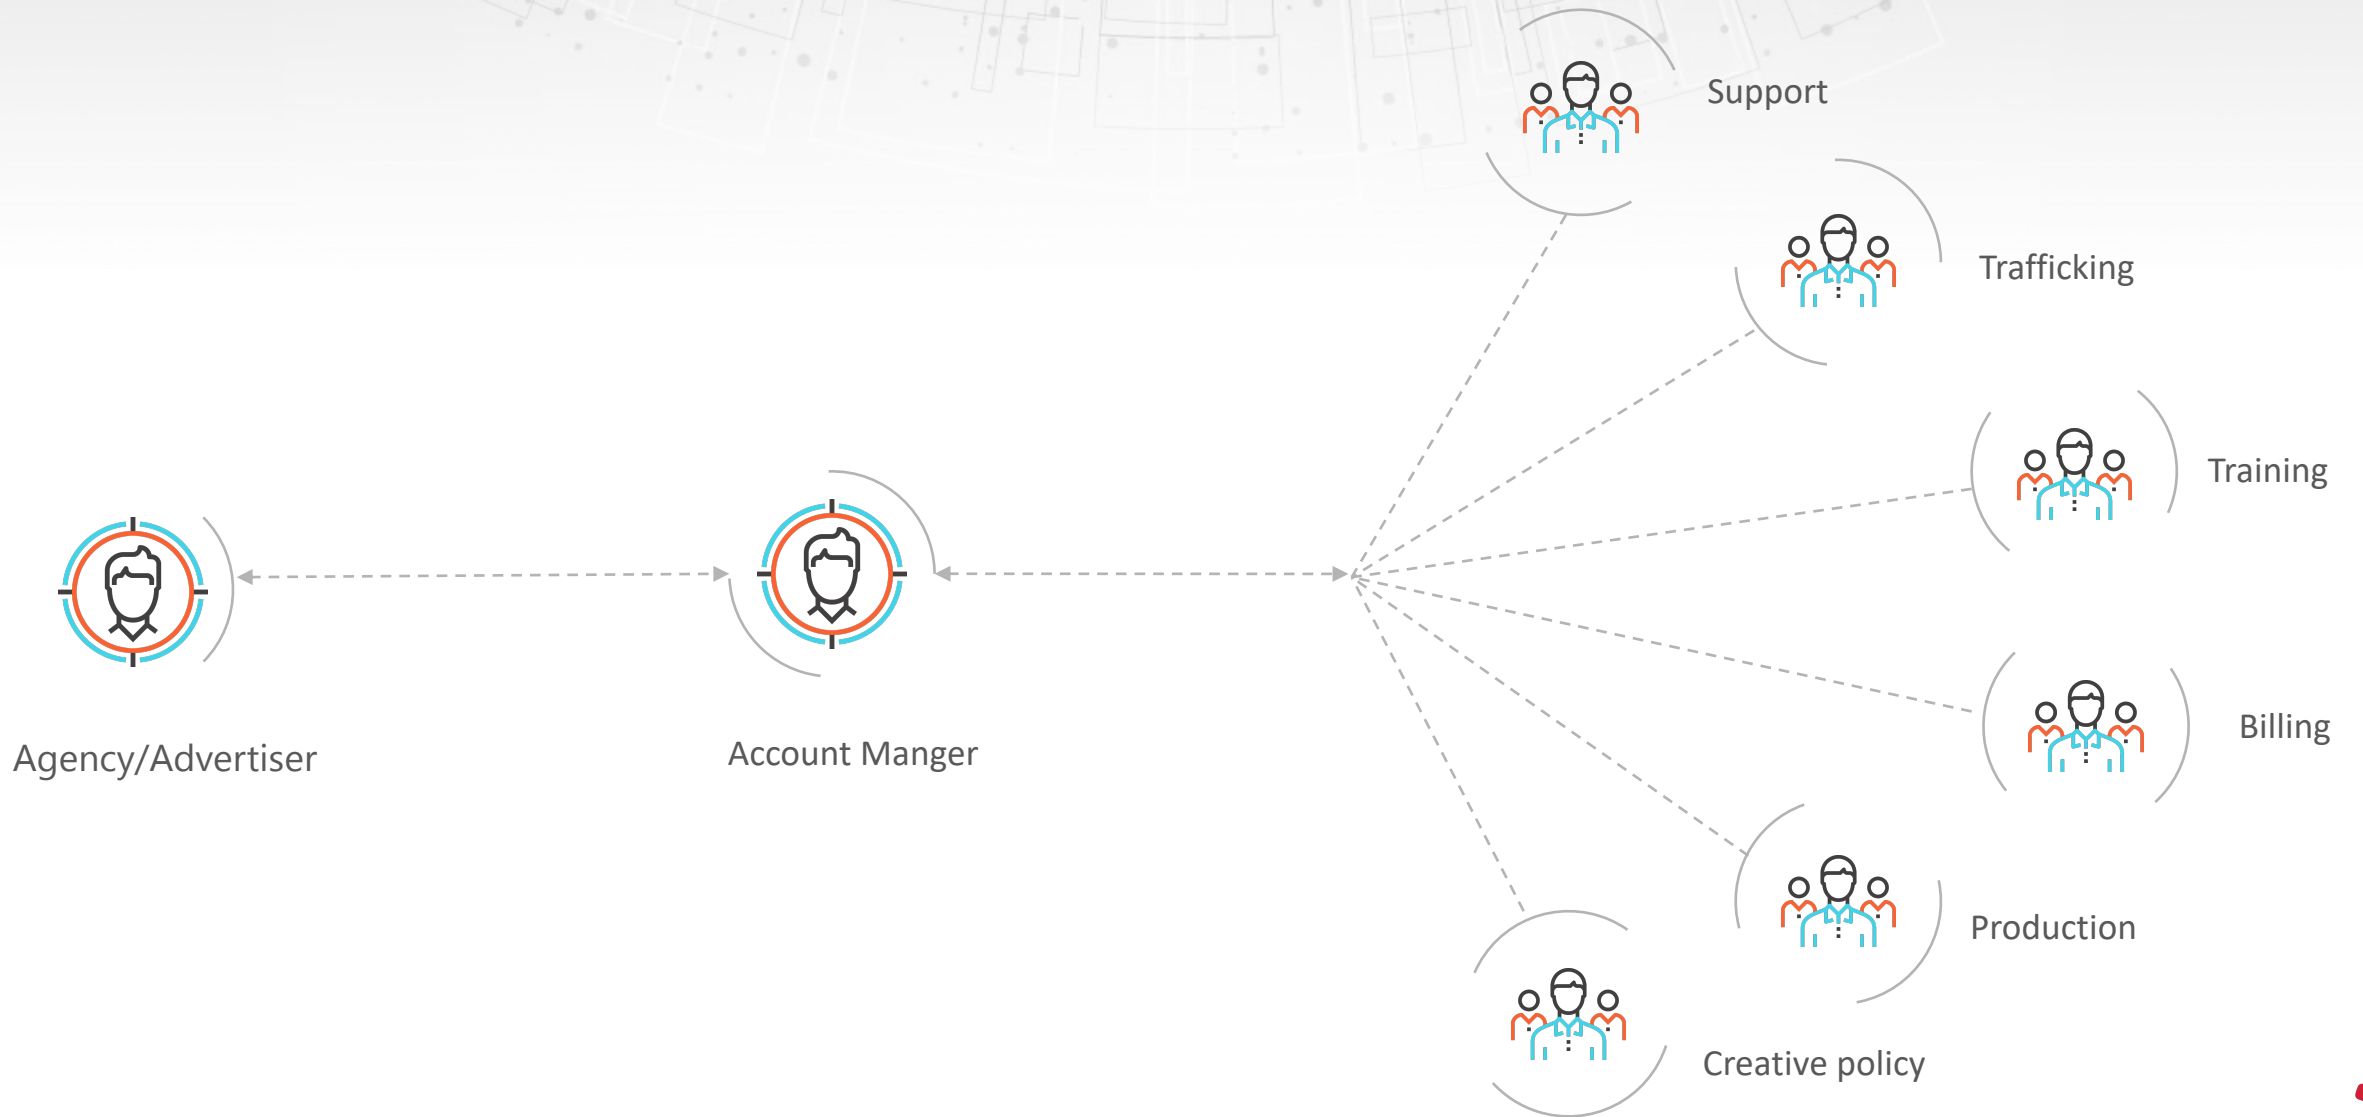 Support
Trafficking
Training
Agency/Advertiser
Account Manger
Billing
Production
Creative policy